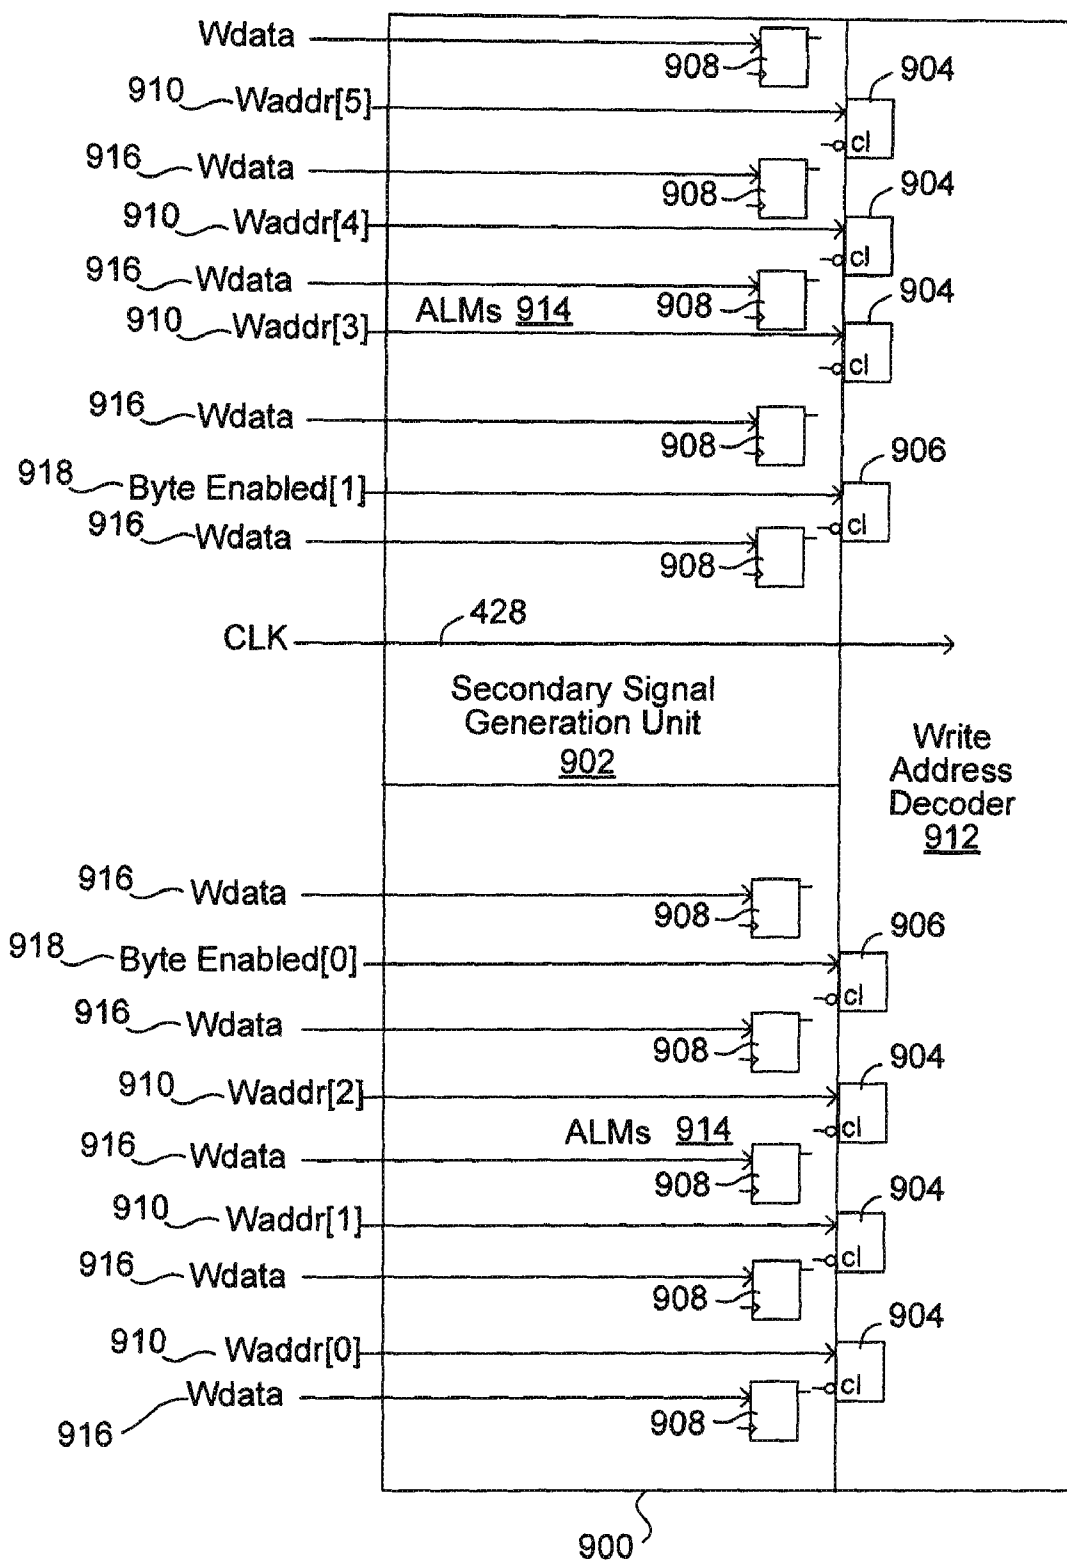 Wdata
908
904
910 Waddr[5]
cl
916 Wdata
908
904
910 Waddr[4]
cl
916 Wdata
908
904
ALMs 914
910 Waddr[3]
cl
916 Wdata
908
906
918 Byte Enabled[1]
cl
916 Wdata
908
428
CLK
Secondary Signal
Generation Unit
902
Write
Address
Decoder
912
916 Wdata
908
906
918 Byte Enabled[0]
cl
916 Wdata
908
904
910 Waddr[2]
cl
ALMs 914
916 Wdata
908
904
910 Waddr[1]
cl
916 Wdata
908
904
910 Waddr[0]
cl
Wdata
916
908
900